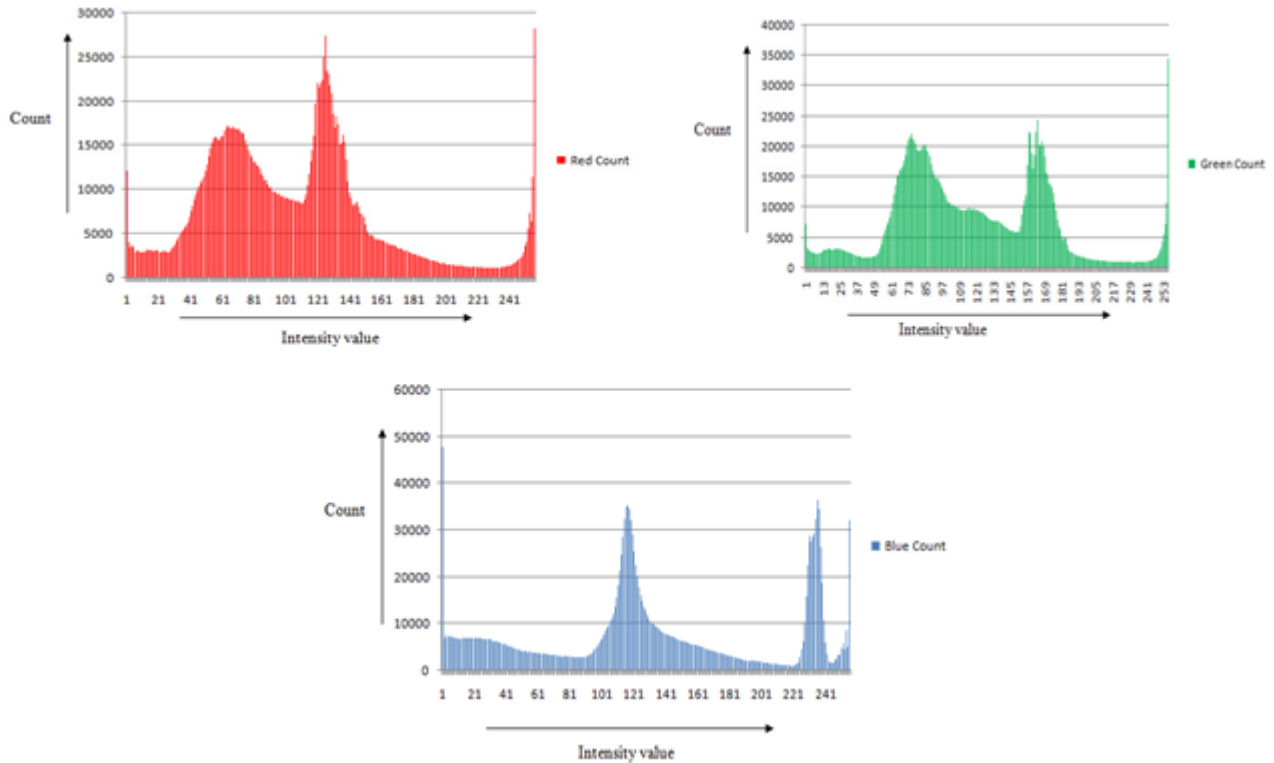 30000
25000
20000
15000
10000
5000
0
Count
1 21 41 61 81 101 121 141 161 181 201 221 241
Intensity value
Red Count
40000
35000
30000
25000
20000
15000
10000
5000
0
Count
1 13 25 37 49 61 73 85 97 109 121 133 145 157 169 181 193 205 217 229 241 253
Intensity value
Green Count
60000
50000
40000
30000
20000
10000
0
Count
1 21 41 61 81 101 121 141 161 181 201 221 241
Intensity value
Blue Count